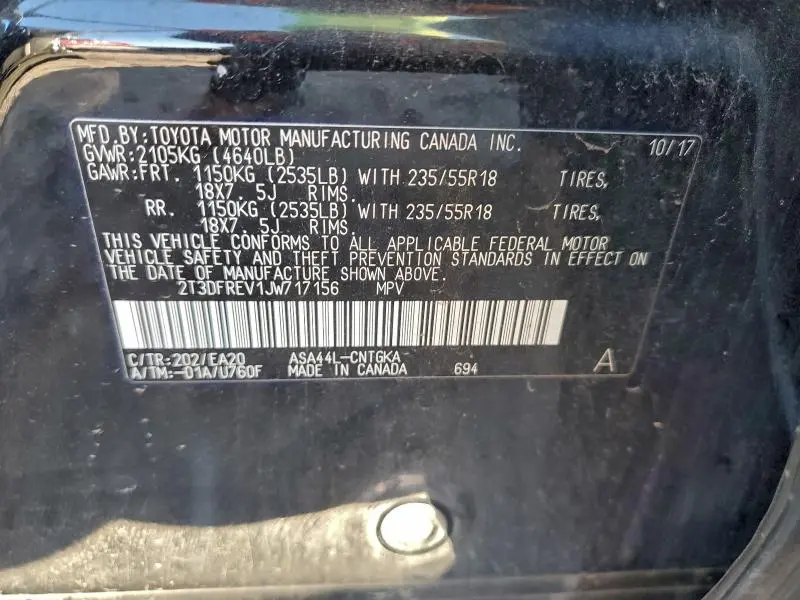 MFD.BY:TOYOTA MOTOR MANUFACTURING CANADA INC. 10/17
GVWR:2105KG (4640LB)
GAWR:FRT. 1150KG (2535LB) WITH 235/55R18 TIRES,
18X7.5J RIMS.
RR. 1150KG (2535LB) WITH 235/55R18 TIRES,
18X7.5J RIMS.
THIS VEHICLE CONFORMS TO ALL APPLICABLE FEDERAL MOTOR
VEHICLE SAFETY AND THEFT PREVENTION STANDARDS IN EFFECT ON
THE DATE OF MANUFACTURE SHOWN ABOVE.
2T3DFREV1JW717156 MPV
C/TR:202/EA20 ASA44L-CNTGKA A
A/TM:-01A/U760F MADE IN CANADA 694